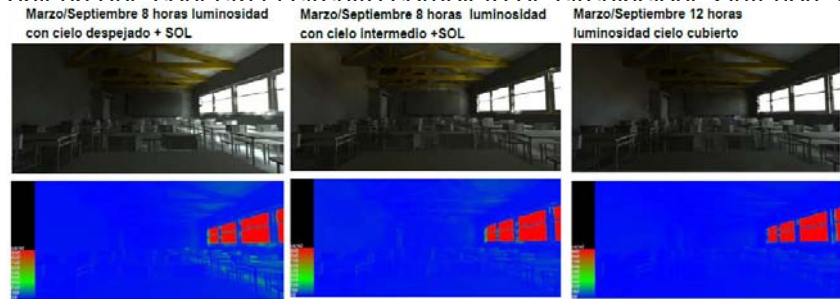 Marzo/Septiembre 8 horas luminosidad
con cielo despejado + SOL
Marzo/Septiembre 8 horas luminosidad
con cielo intermedio +SOL
Marzo/Septiembre 12 horas
luminosidad cielo cubierto